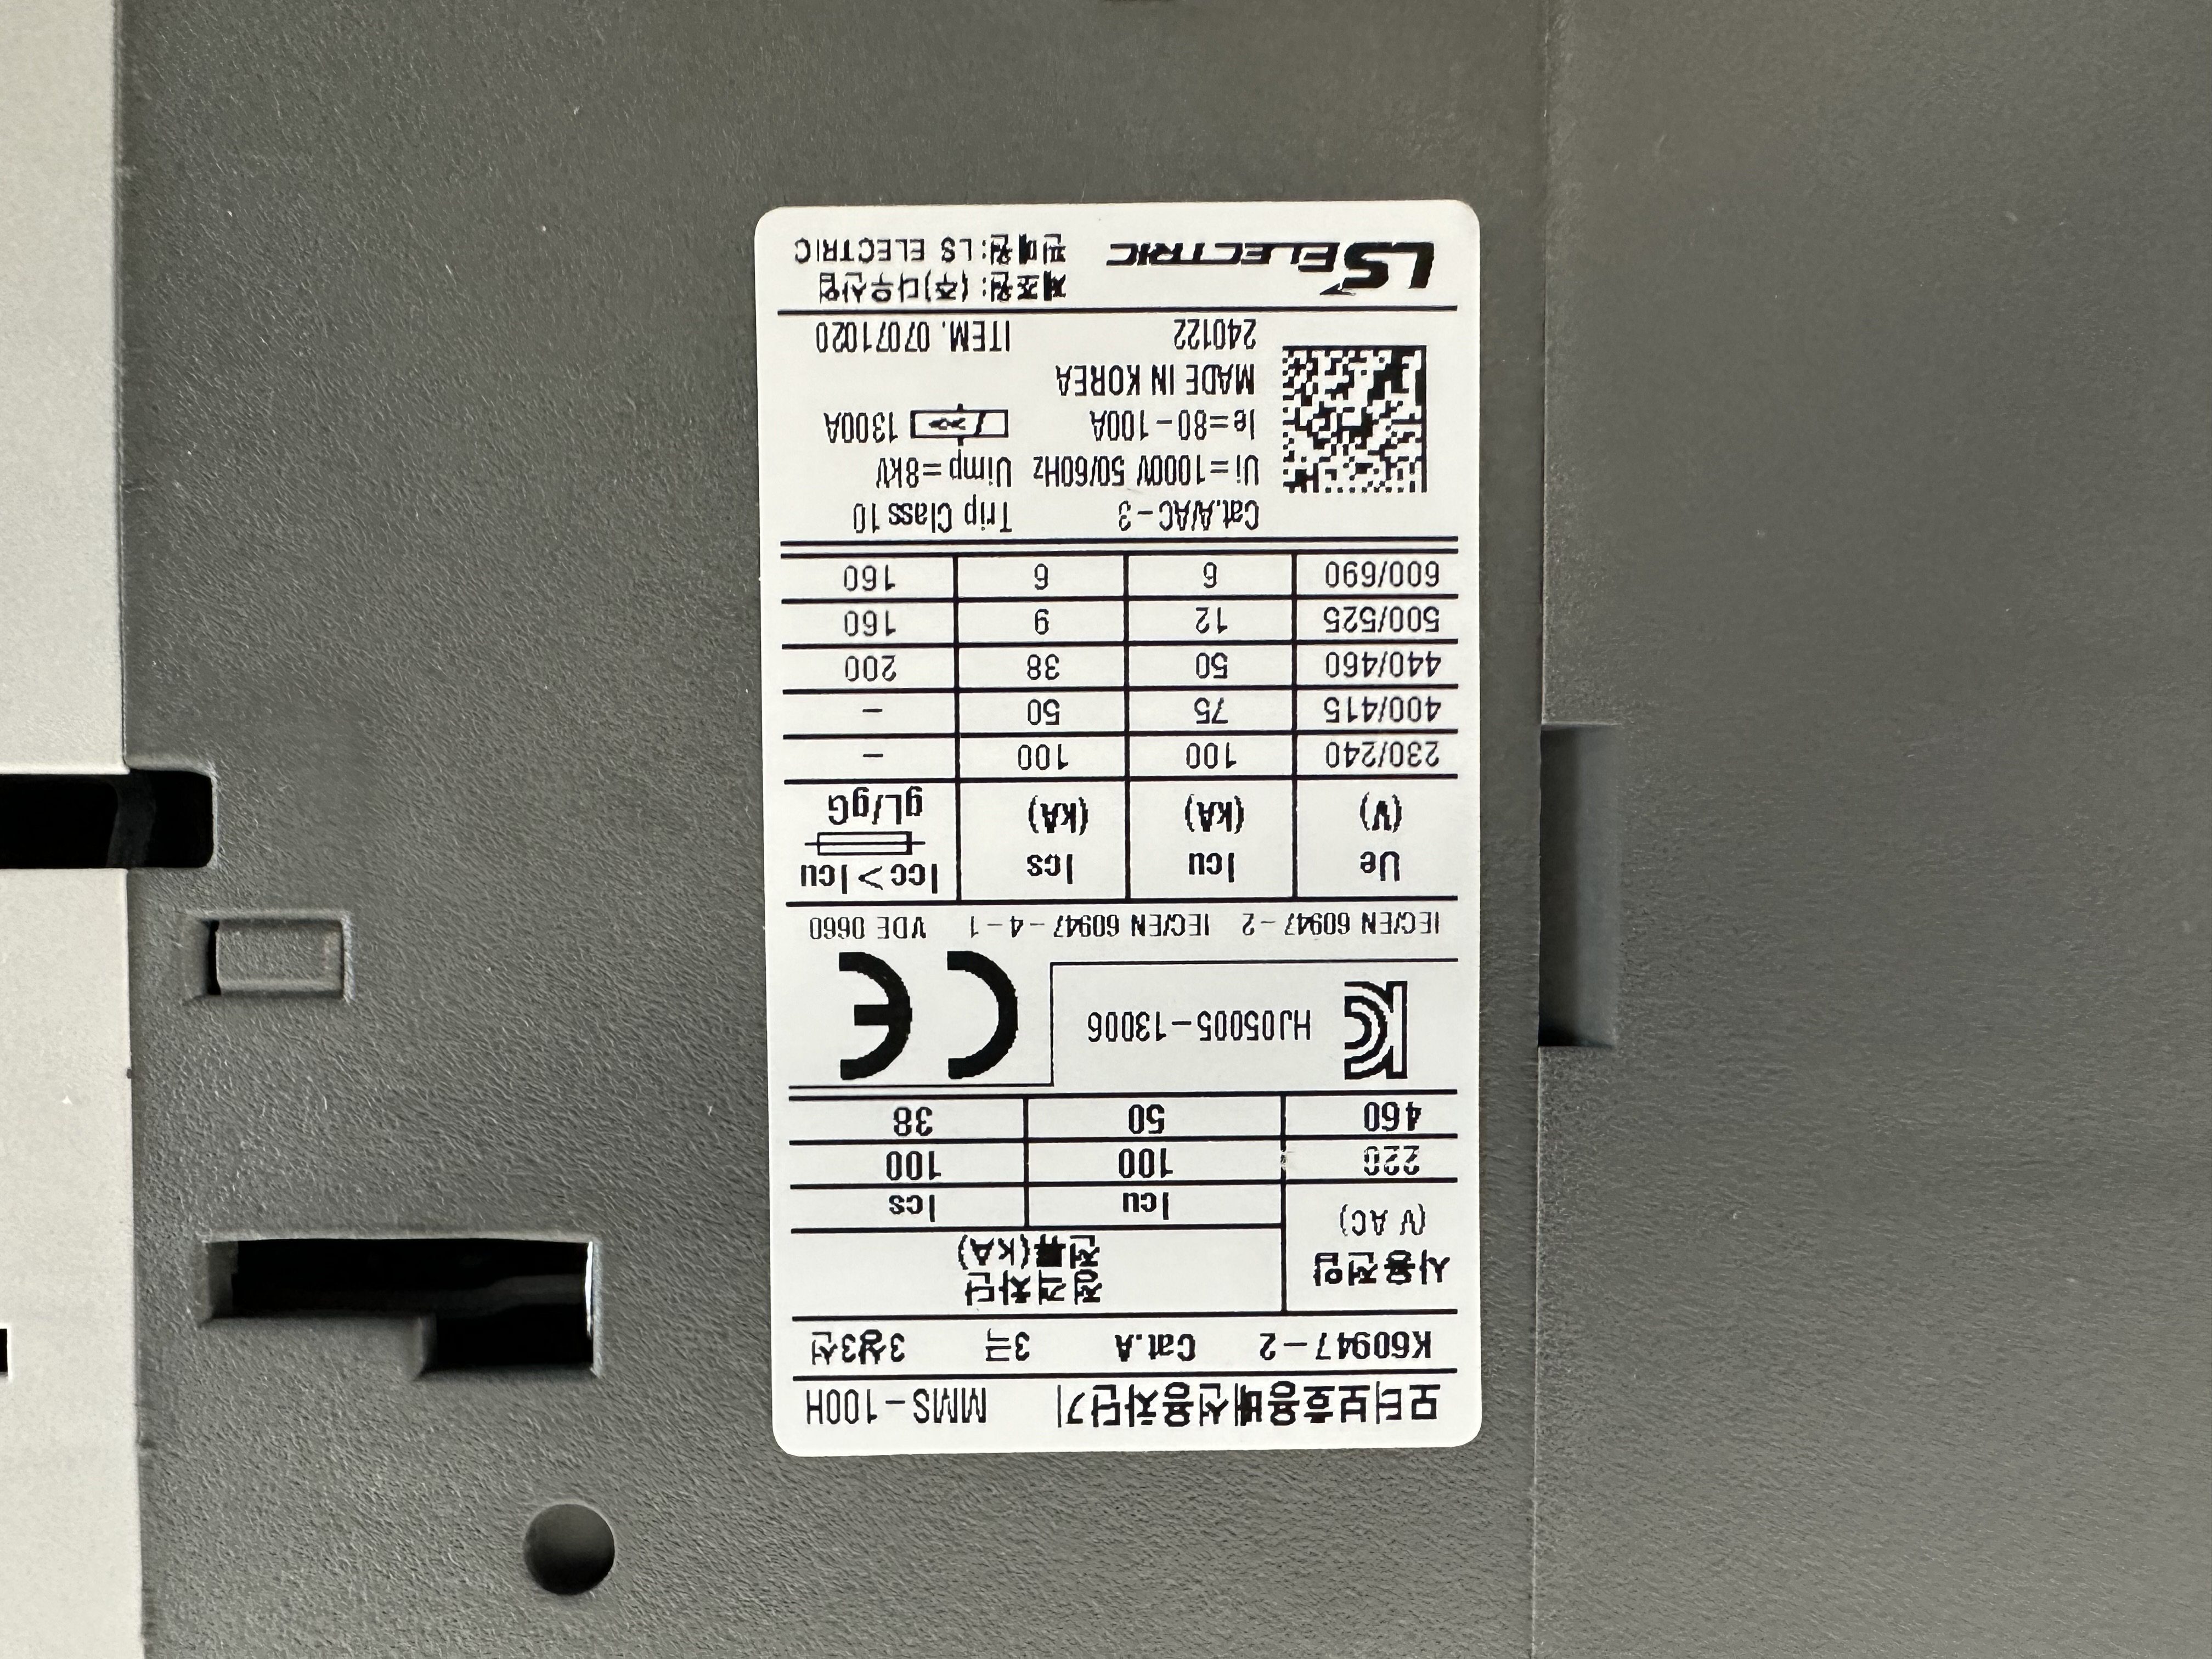 모터보호용배선용차단기 MMS-100H
K60947-2 Cat.A 3극 3상3선
사용전압 (V AC) 정격차단 전류(kA)
Icu Ics
220 100 100
460 50 38
HJ05005-13006 CE
IEC/EN 60947-2 IEC/EN 60947-4-1 VDE 0660
Ue Icu Ics Icc>Icu
(V) (kA) (kA) gL/gG
230/240 100 100 -
400/415 75 50 -
440/460 50 38 200
500/525 12 9 160
600/690 6 6 160
Cat.A/AC-3 Trip Class 10
Ui=1000V 50/60Hz Uimp=8kV
Ie=80-100A 1300A
MADE IN KOREA
240122 ITEM. 07071020
LS ELECTRIC
제조원: (주)다우산업
판매원: LS ELECTRIC